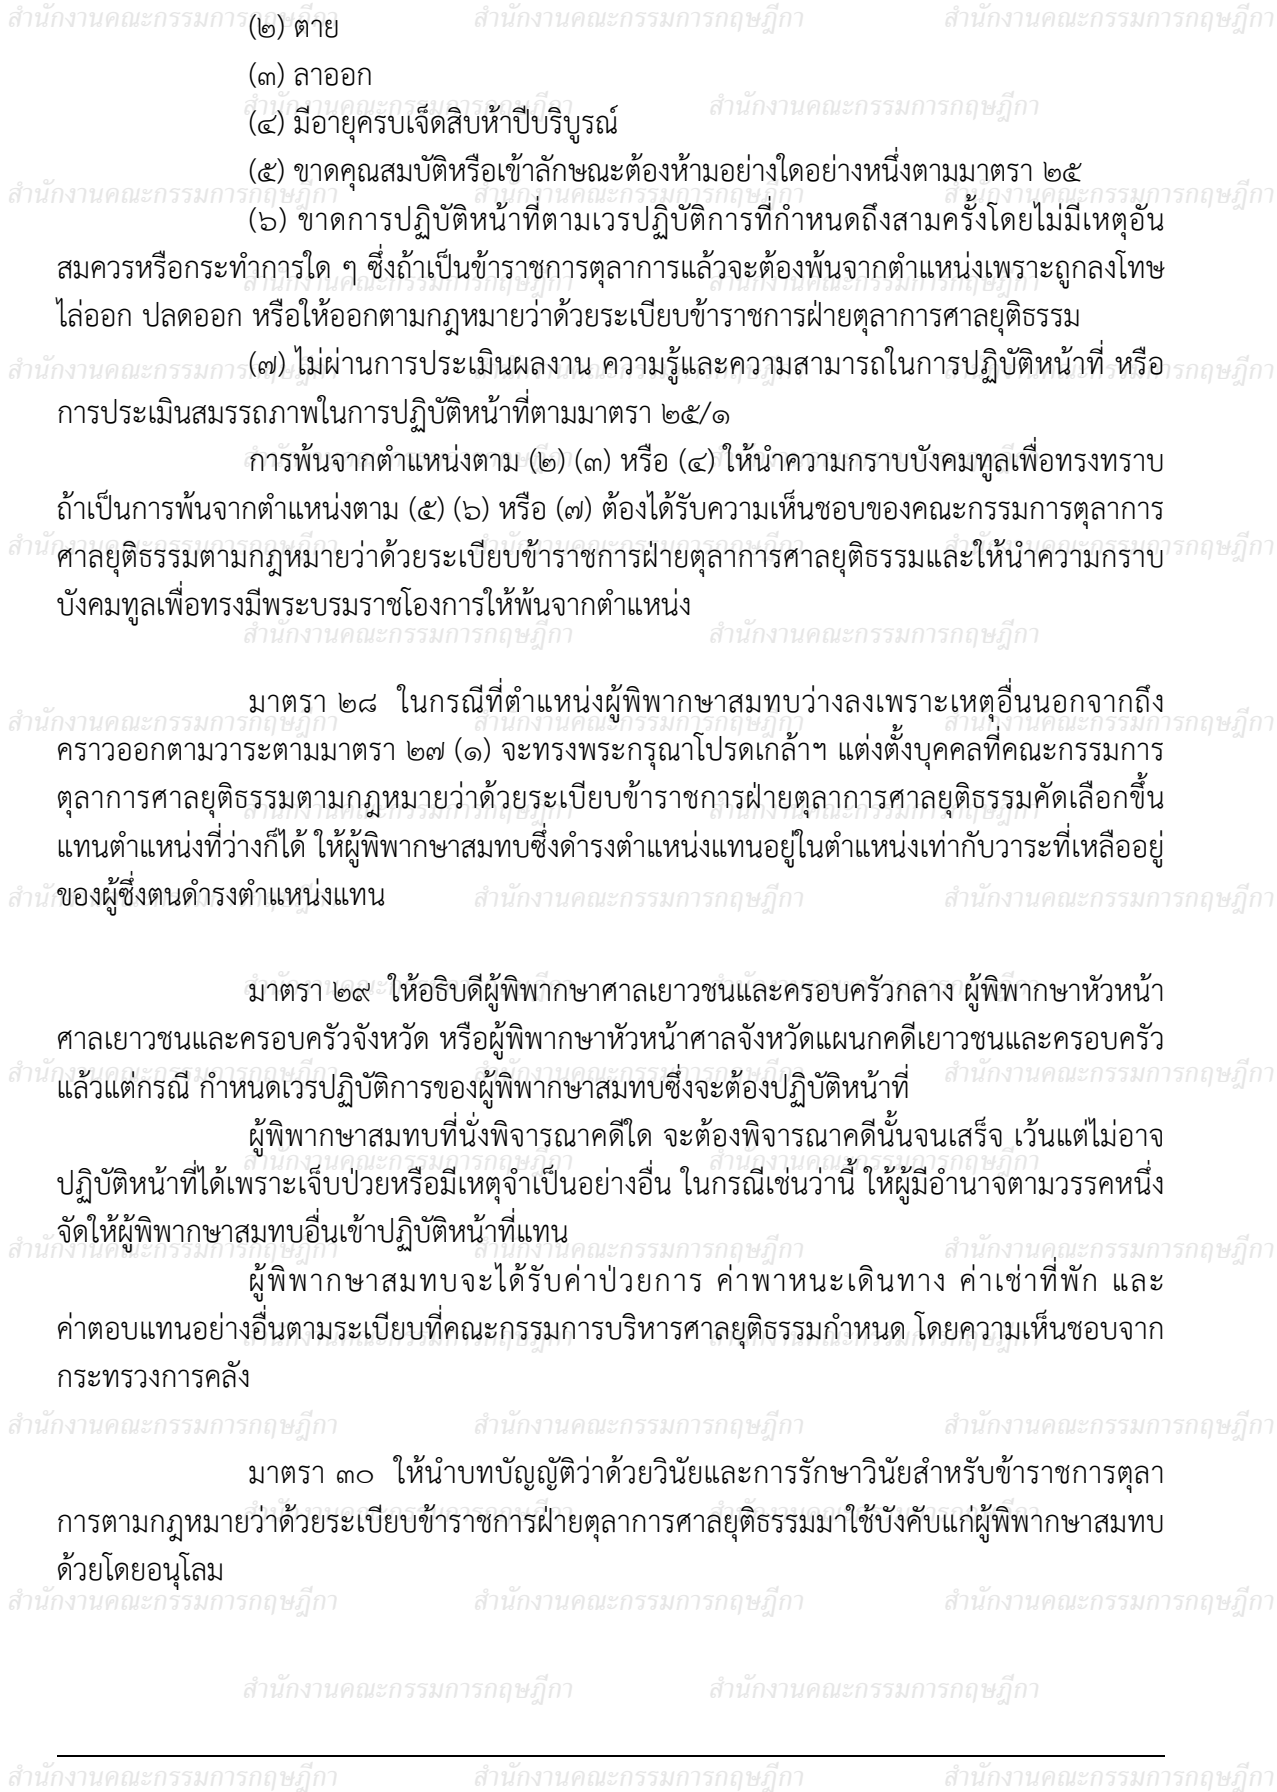 (๒) ตาย
(๓) ลาออก
(๔) มีอายุครบเจ็ดสิบห้าปีบริบูรณ์
(๕) ขาดคุณสมบัติหรือเข้าลักษณะต้องห้ามอย่างใดอย่างหนึ่งตามมาตรา ๒๕
(๖) ขาดการปฏิบัติหน้าที่ตามเวรปฏิบัติการที่กำหนดถึงสามครั้งโดยไม่มีเหตุอัน
สมควรหรือกระทำการใด ๆ ซึ่งถ้าเป็นข้าราชการตุลาการแล้วจะต้องพ้นจากตำแหน่งเพราะถูกลงโทษ
ไล่ออก ปลดออก หรือให้ออกตามกฎหมายว่าด้วยระเบียบข้าราชการฝ่ายตุลาการศาลยุติธรรม
(๗) ไม่ผ่านการประเมินผลงาน ความรู้และความสามารถในการปฏิบัติหน้าที่ หรือ
การประเมินสมรรถภาพในการปฏิบัติหน้าที่ตามมาตรา ๒๕/๑
การพ้นจากตำแหน่งตาม (๒) (๓) หรือ (๔) ให้นำความกราบบังคมทูลเพื่อทรงทราบ
ถ้าเป็นการพ้นจากตำแหน่งตาม (๕) (๖) หรือ (๗) ต้องได้รับความเห็นชอบของคณะกรรมการตุลาการ
ศาลยุติธรรมตามกฎหมายว่าด้วยระเบียบข้าราชการฝ่ายตุลาการศาลยุติธรรมและให้นำความกราบ
บังคมทูลเพื่อทรงมีพระบรมราชโองการให้พ้นจากตำแหน่ง
มาตรา ๒๘  ในกรณีที่ตำแหน่งผู้พิพากษาสมทบว่างลงเพราะเหตุอื่นนอกจากถึง
คราวออกตามวาระตามมาตรา ๒๗ (๑) จะทรงพระกรุณาโปรดเกล้าฯ แต่งตั้งบุคคลที่คณะกรรมการ
ตุลาการศาลยุติธรรมตามกฎหมายว่าด้วยระเบียบข้าราชการฝ่ายตุลาการศาลยุติธรรมคัดเลือกขึ้น
แทนตำแหน่งที่ว่างก็ได้ ให้ผู้พิพากษาสมทบซึ่งดำรงตำแหน่งแทนอยู่ในตำแหน่งเท่ากับวาระที่เหลืออยู่
ของผู้ซึ่งตนดำรงตำแหน่งแทน
มาตรา ๒๙  ให้อธิบดีผู้พิพากษาศาลเยาวชนและครอบครัวกลาง ผู้พิพากษาหัวหน้า
ศาลเยาวชนและครอบครัวจังหวัด หรือผู้พิพากษาหัวหน้าศาลจังหวัดแผนกคดีเยาวชนและครอบครัว
แล้วแต่กรณี กำหนดเวรปฏิบัติการของผู้พิพากษาสมทบซึ่งจะต้องปฏิบัติหน้าที่
ผู้พิพากษาสมทบที่นั่งพิจารณาคดีใด จะต้องพิจารณาคดีนั้นจนเสร็จ เว้นแต่ไม่อาจ
ปฏิบัติหน้าที่ได้เพราะเจ็บป่วยหรือมีเหตุจำเป็นอย่างอื่น ในกรณีเช่นว่านี้ ให้ผู้มีอำนาจตามวรรคหนึ่ง
จัดให้ผู้พิพากษาสมทบอื่นเข้าปฏิบัติหน้าที่แทน
ผู้พิพากษาสมทบจะได้รับค่าป่วยการ ค่าพาหนะเดินทาง ค่าเช่าที่พัก และ
ค่าตอบแทนอย่างอื่นตามระเบียบที่คณะกรรมการบริหารศาลยุติธรรมกำหนด โดยความเห็นชอบจาก
กระทรวงการคลัง
มาตรา ๓๐  ให้นำบทบัญญัติว่าด้วยวินัยและการรักษาวินัยสำหรับข้าราชการตุลา
การตามกฎหมายว่าด้วยระเบียบข้าราชการฝ่ายตุลาการศาลยุติธรรมมาใช้บังคับแก่ผู้พิพากษาสมทบ
ด้วยโดยอนุโลม
สำนักงานคณะกรรมการกฤษฎีกา